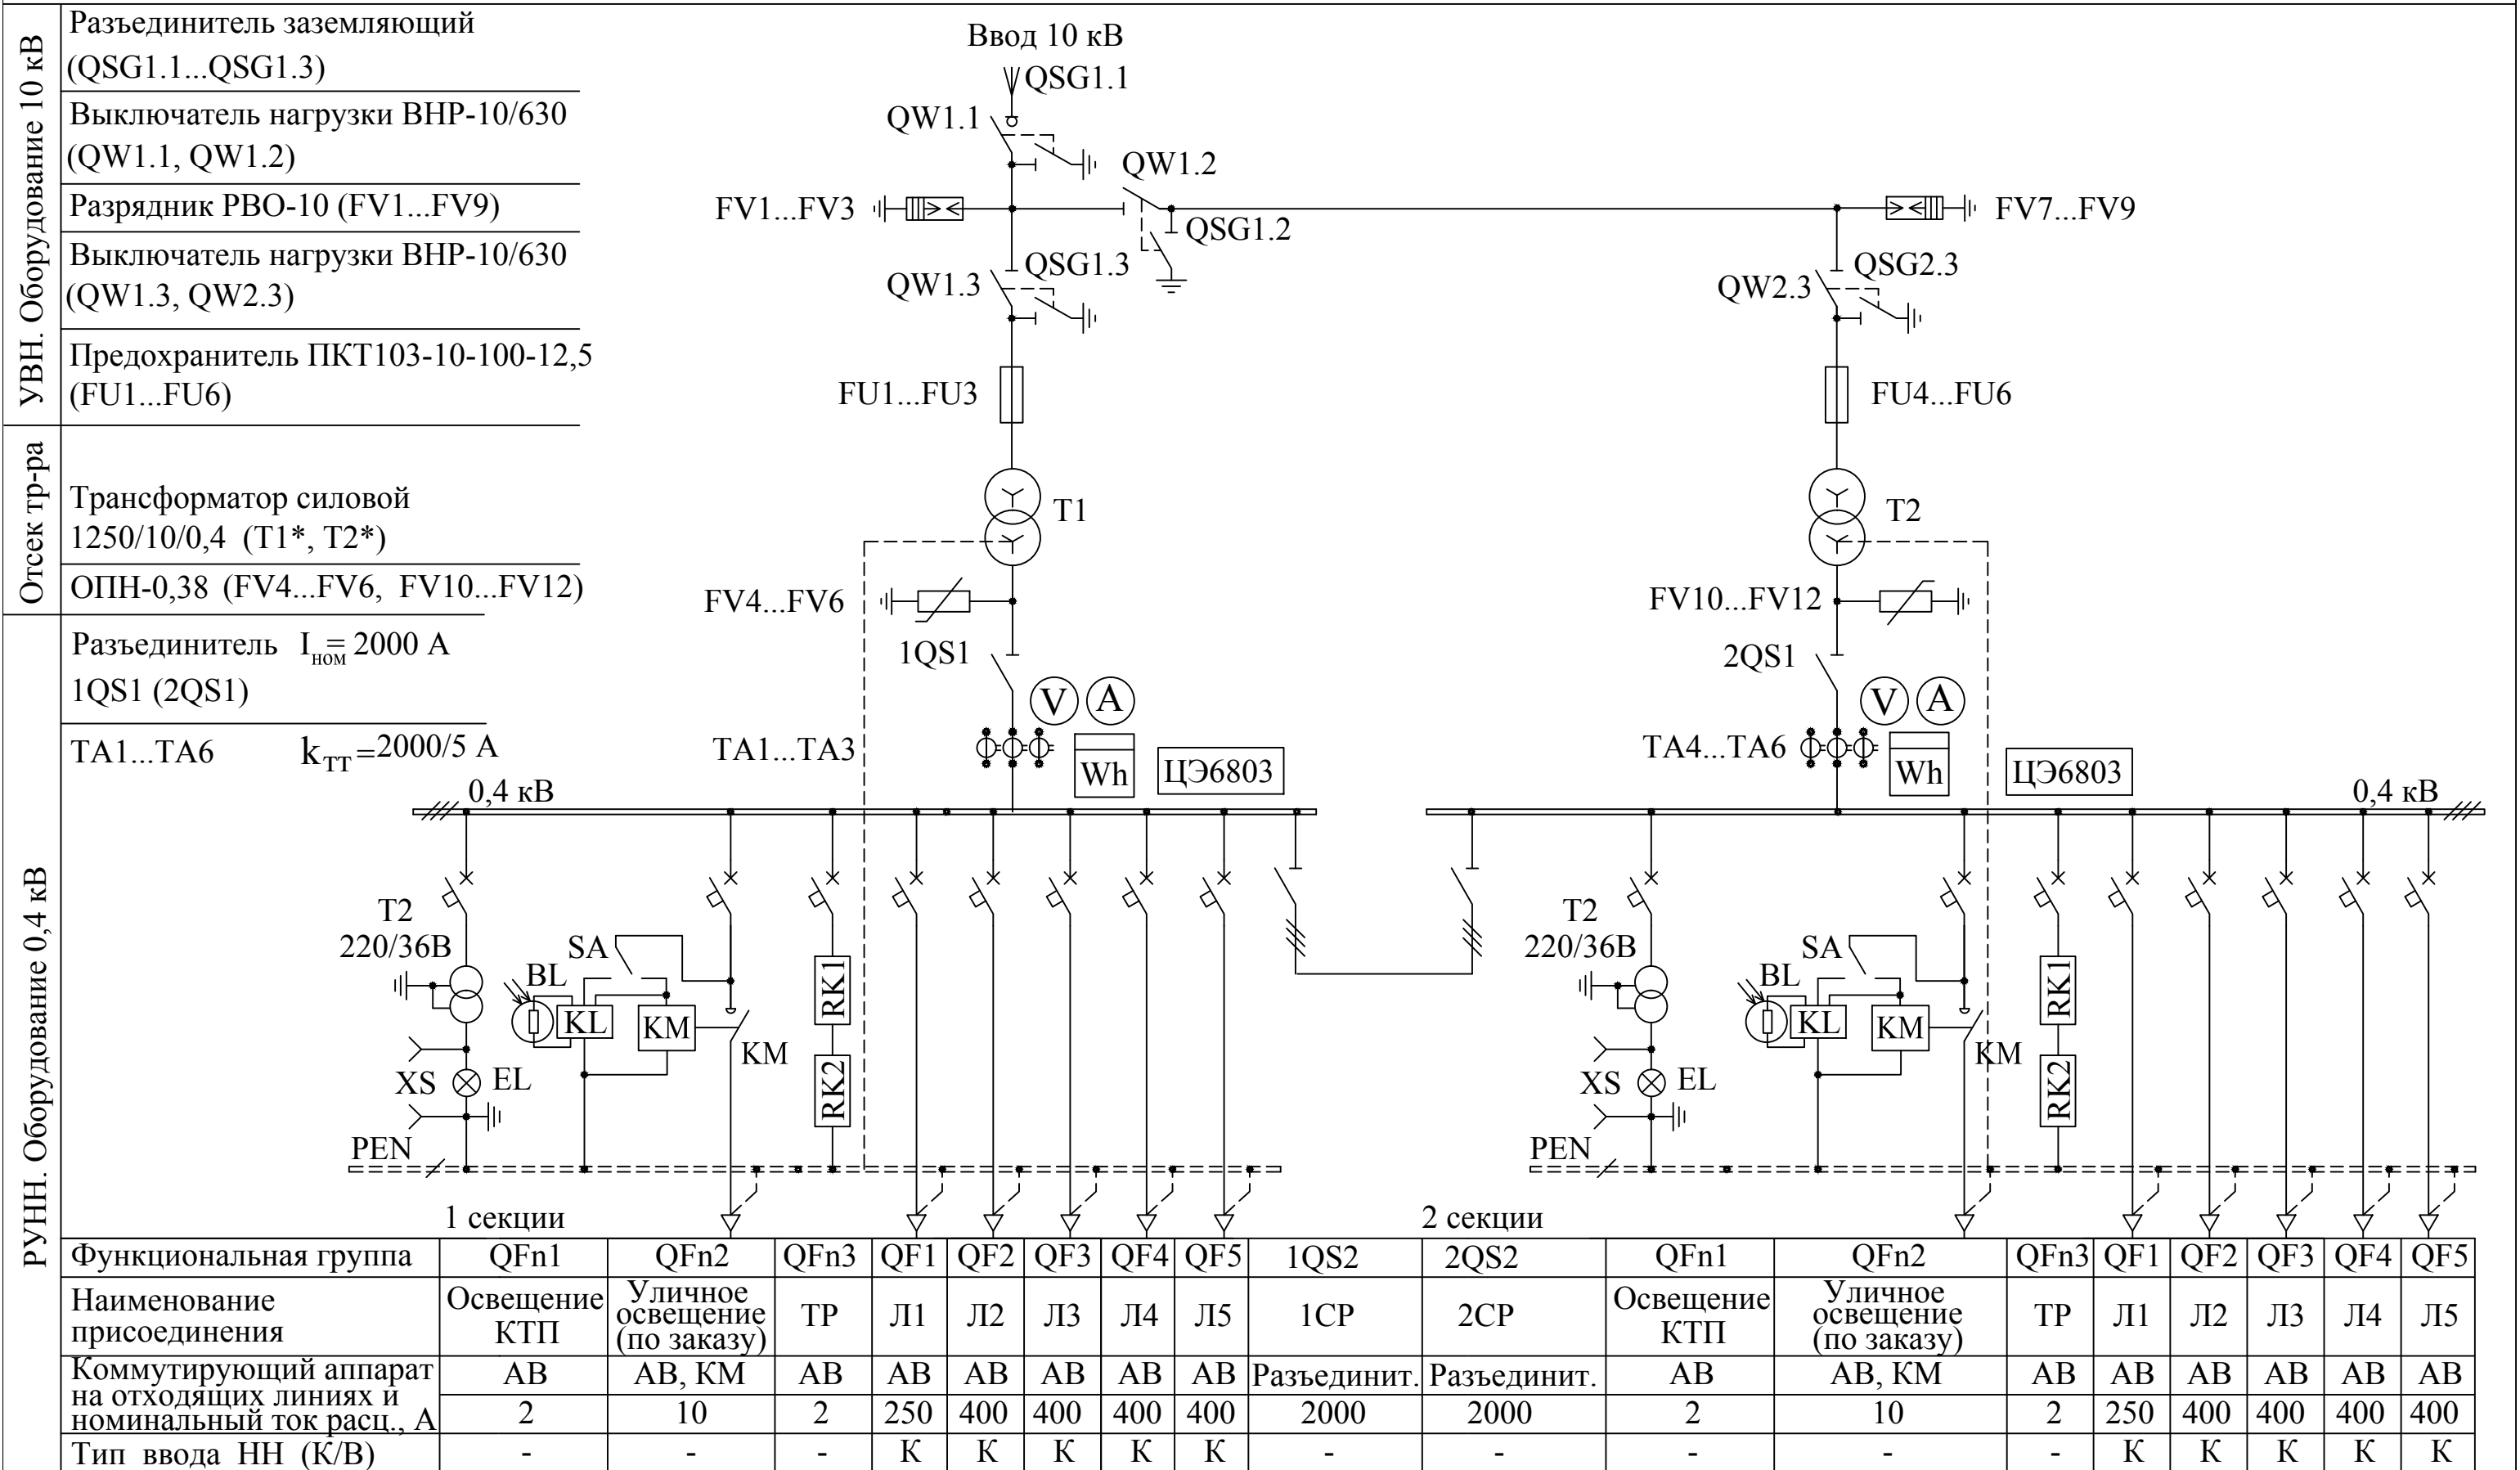 УВН. Оборудование 10 кВ
Разъединитель заземляющий
(QSG1.1...QSG1.3)
Выключатель нагрузки ВНР-10/630
(QW1.1, QW1.2)
Разрядник РВО-10 (FV1...FV9)
Выключатель нагрузки ВНР-10/630
(QW1.3, QW2.3)
Предохранитель ПКТ103-10-100-12,5
(FU1...FU6)
Отсек тр-ра
Трансформатор силовой
1250/10/0,4 (Т1*, Т2*)
ОПН-0,38 (FV4...FV6, FV10...FV12)
РУНН. Оборудование 0,4 кВ
Разъединитель Iном = 2000 А
1QS1 (2QS1)
ТА1...ТА6 kТТ = 2000/5 А
Ввод 10 кВ
QSG1.1
QW1.1
QW1.2
FV1...FV3
QSG1.2
FV7...FV9
QSG1.3
QW1.3
QSG2.3
QW2.3
FU1...FU3
FU4...FU6
Т1
Т2
FV4...FV6
FV10...FV12
1QS1
2QS1
V A
V A
ТА1...ТА3
Wh
ЦЭ6803
ТА4...ТА6
Wh
ЦЭ6803
0,4 кВ
0,4 кВ
Т2
220/36В
SA
BL
KL
KM
KM
RK1
RK2
XS
EL
PEN
Т2
220/36В
SA
BL
KL
KM
KM
RK1
RK2
XS
EL
PEN
1 секции
2 секции
Функциональная группа QFn1 QFn2 QFn3 QF1 QF2 QF3 QF4 QF5 1QS2 2QS2 QFn1 QFn2 QFn3 QF1 QF2 QF3 QF4 QF5
Наименование
присоединения
Освещение
КТП
Уличное
освещение
(по заказу)
ТР Л1 Л2 Л3 Л4 Л5 1СР 2СР
Освещение
КТП
Уличное
освещение
(по заказу)
ТР Л1 Л2 Л3 Л4 Л5
Коммутирующий аппарат
на отходящих линиях и
номинальный ток расц., А
АВ АВ, КМ АВ АВ АВ АВ АВ АВ Разъединит. Разъединит. АВ АВ, КМ АВ АВ АВ АВ АВ АВ
2 10 2 250 400 400 400 400 2000 2000 2 10 2 250 400 400 400 400
Тип ввода НН (К/В) - - - К К К К К - - - - - К К К К К